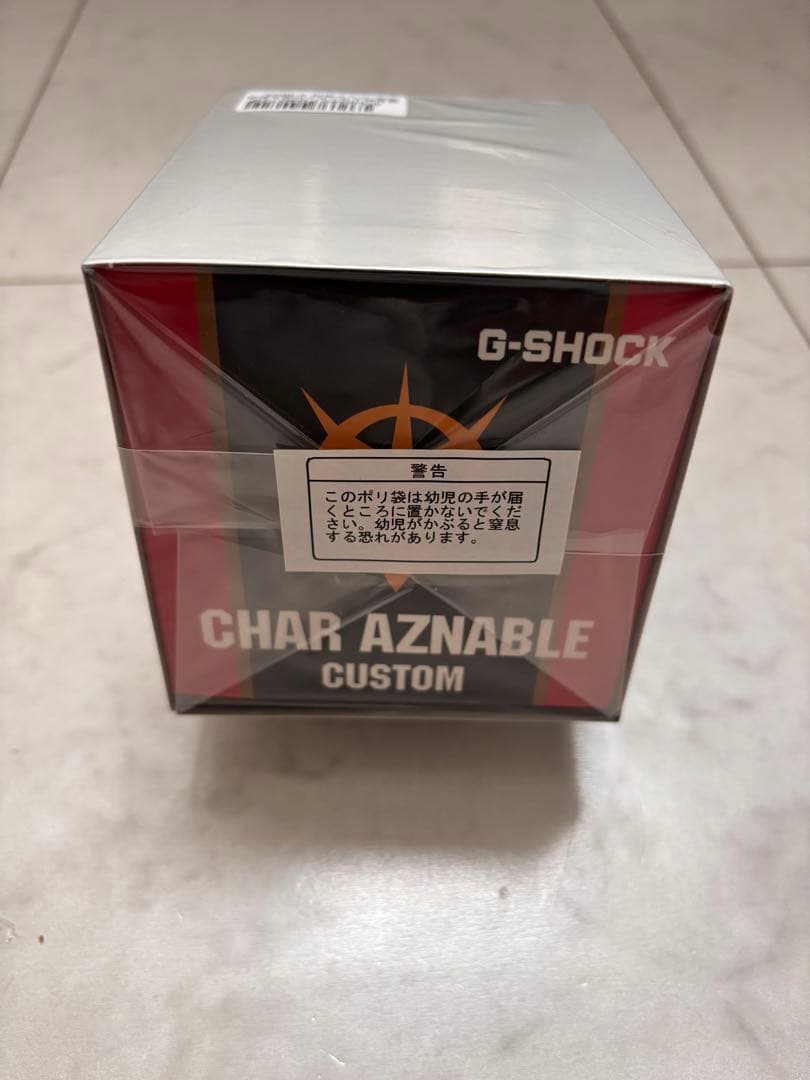 G-SHOCK
警告
このポリ袋は幼児の手が届
くところに置かないでくだ
さい。幼児がかぶると窒息
する恐れがあります。
CHAR AZNABLE
CUSTOM